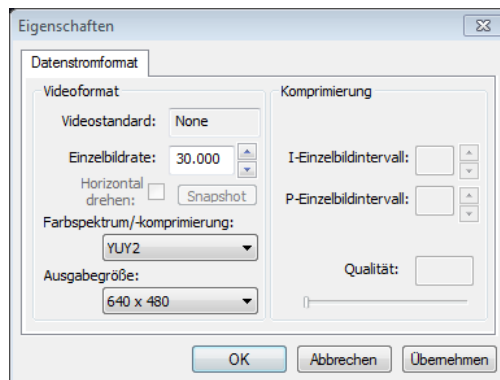 Eigenschaften
Datenstromformat
Videoformat
Videostandard: None
Einzelbildrate: 30.000
Horizontal
drehen: Snapshot
Farbspektrum/-komprimierung:
YUY2
Ausgabegröße:
640 x 480
Komprimierung
I-Einzelbildintervall:
P-Einzelbildintervall:
Qualität:
OK Abbrechen Übernehmen